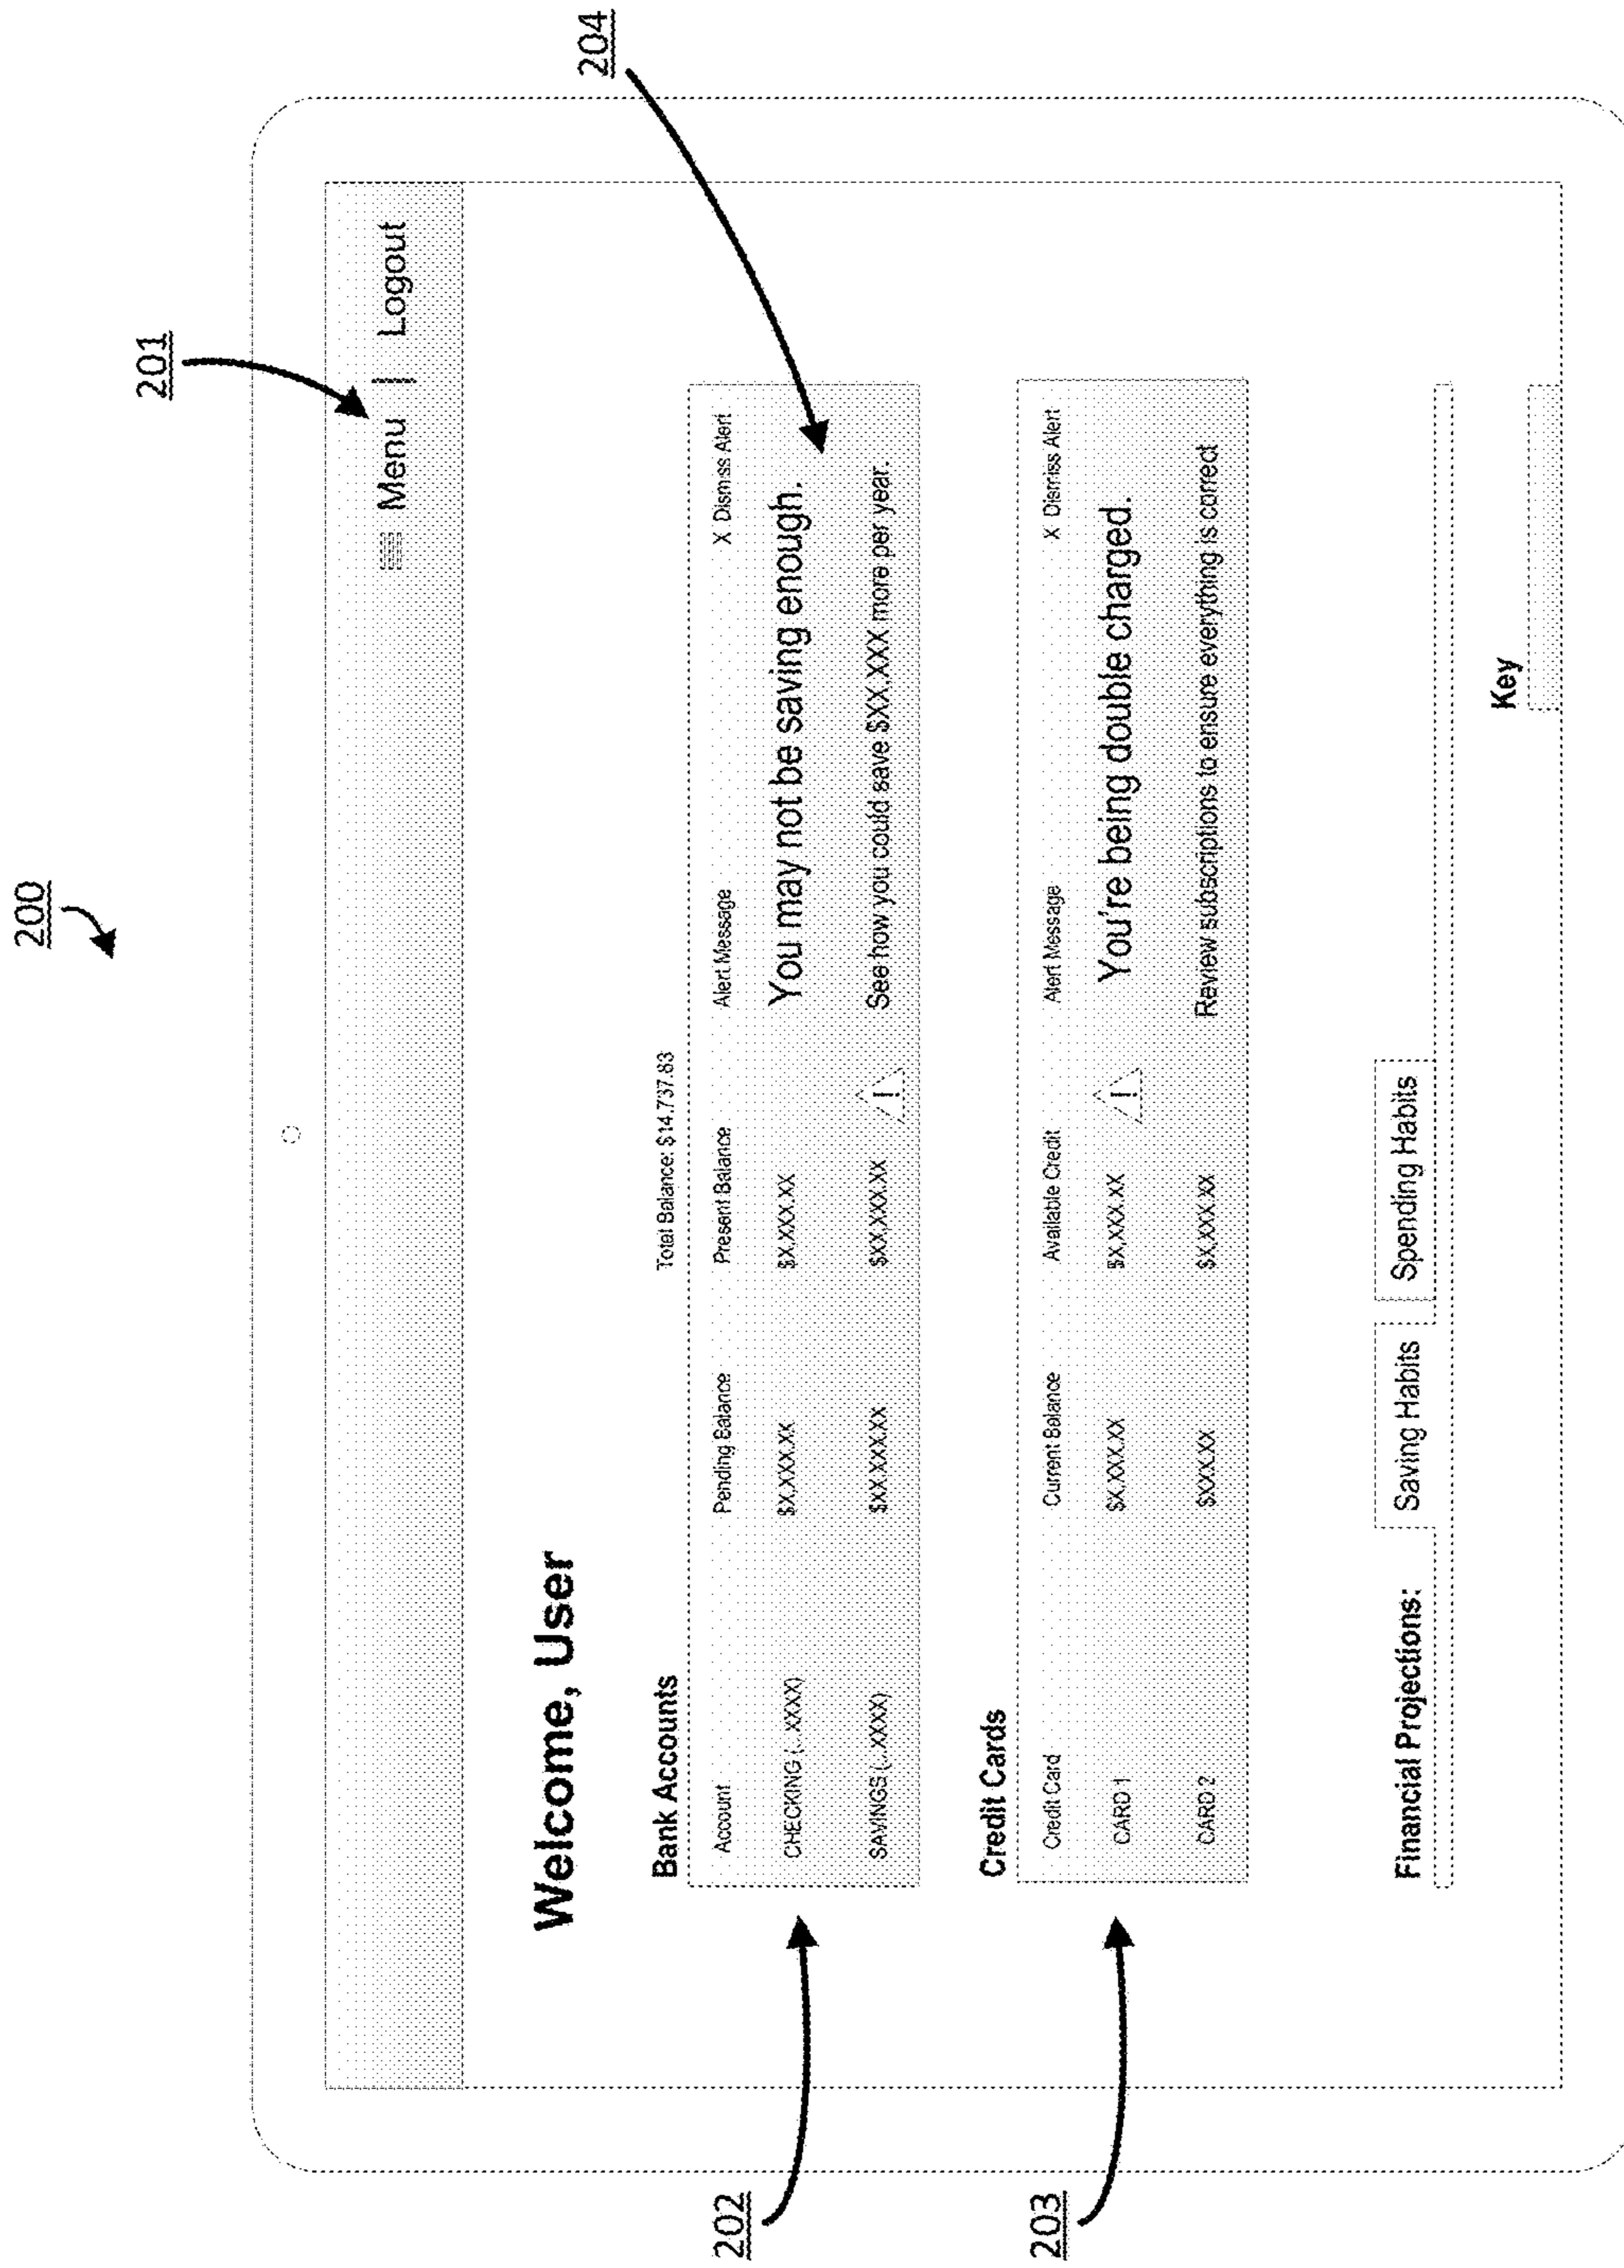 200
201
204
Menu | Logout
Welcome, User
Bank Accounts
Total Balance: $14,737.83
Account Pending Balance Present Balance Alert Message X Dismiss Alert
CHECKING (...XXXX) $X,XXX.XX $X,XXX.XX You may not be saving enough.
SAVINGS (...XXXX) $XX,XXX.XX $XX,XXX.XX ! See how you could save $XX,XXX more per year.
202
Credit Cards
Credit Card Current Balance Available Credit Alert Message X Dismiss Alert
CARD 1 $X,XXX.XX $X,XXX.XX ! You're being double charged.
CARD 2 $XXX.XX $X,XXX.XX Review subscriptions to ensure everything is correct
203
Financial Projections: Saving Habits Spending Habits
Key